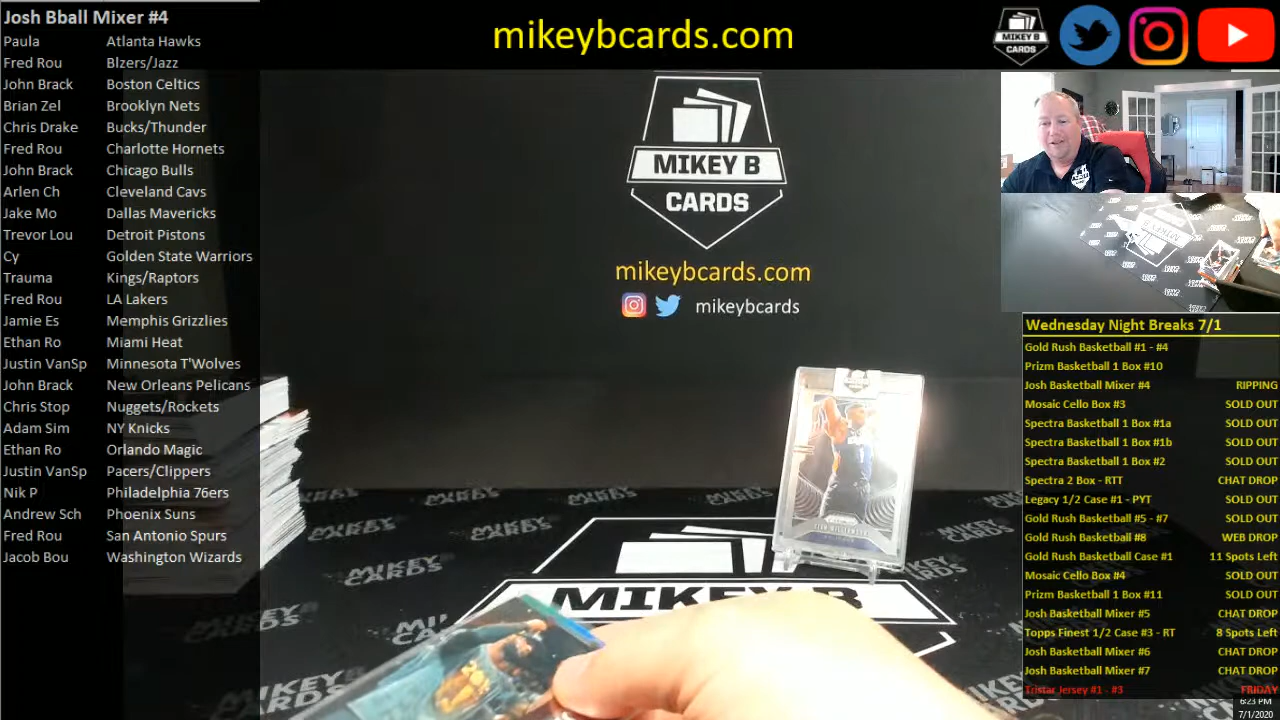 Josh Bball Mixer #4
Paula Atlanta Hawks
Fred Rou Blzers/Jazz
John Brack Boston Celtics
Brian Zel Brooklyn Nets
Chris Drake Bucks/Thunder
Fred Rou Charlotte Hornets
John Brack Chicago Bulls
Arlen Ch Cleveland Cavs
Jake Mo Dallas Mavericks
Trevor Lou Detroit Pistons
Cy Golden State Warriors
Trauma Kings/Raptors
Fred Rou LA Lakers
Jamie Es Memphis Grizzlies
Ethan Ro Miami Heat
Justin VanSp Minnesota T'Wolves
John Brack New Orleans Pelicans
Chris Stop Nuggets/Rockets
Adam Sim NY Knicks
Ethan Ro Orlando Magic
Justin VanSp Pacers/Clippers
Nik P Philadelphia 76ers
Andrew Sch Phoenix Suns
Fred Rou San Antonio Spurs
Jacob Bou Washington Wizards
mikeybcards.com
MIKEY B
CARDS
MIKEY B
CARDS
mikeybcards.com
mikeybcards
MIKEY B
Wednesday Night Breaks 7/1
Gold Rush Basketball #1 - #4
Prizm Basketball 1 Box #10
Josh Basketball Mixer #4 RIPPING
Mosaic Cello Box #3 SOLD OUT
Spectra Basketball 1 Box #1a SOLD OUT
Spectra Basketball 1 Box #1b SOLD OUT
Spectra Basketball 1 Box #2 SOLD OUT
Spectra 2 Box - RTT CHAT DROP
Legacy 1/2 Case #1 - PYT SOLD OUT
Gold Rush Basketball #5 - #7 SOLD OUT
Gold Rush Basketball #8 WEB DROP
Gold Rush Basketball Case #1 11 Spots Left
Mosaic Cello Box #4 SOLD OUT
Prizm Basketball 1 Box #11 SOLD OUT
Josh Basketball Mixer #5 CHAT DROP
Topps Finest 1/2 Case #3 - RT 8 Spots Left
Josh Basketball Mixer #6 CHAT DROP
Josh Basketball Mixer #7 CHAT DROP
Tristar Jersey #1 - #3 FRIDAY
6:23 PM
7/1/2020